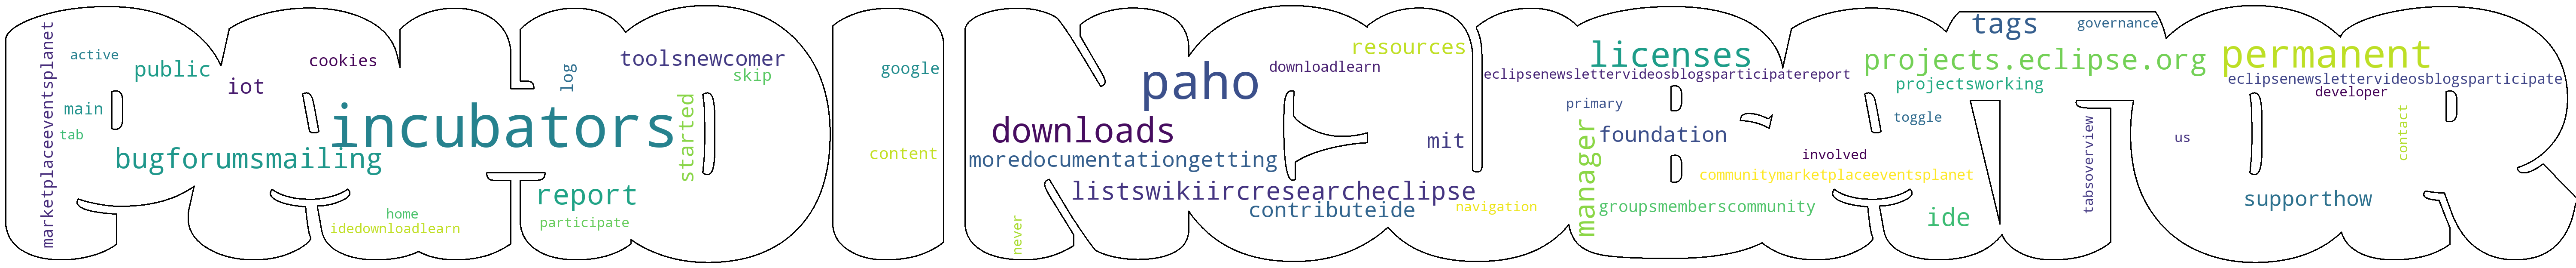 marketplaceeventsplanet
active
public
main
tab
iot
cookies
incubators
bugforumsmailing
home
idedownloadlearn
log
toolsnewcomer
skip
started
report
participate
google
content
paho
downloads
moredocumentationgetting
listswikiircresearcheclipse
contributeide
never
resources
downloadlearn
mit
navigation
licenses
eclipsenewslettervideosblogsparticipatereport
primary
foundation
manager
groupsmemberscommunity
involved
communitymarketplaceeventsplanet
tags
governance
projects.eclipse.org
projectsworking
toggle
ide
tabsoverview
permanent
eclipsenewslettervideosblogsparticipate
developer
us
contact
supporthow